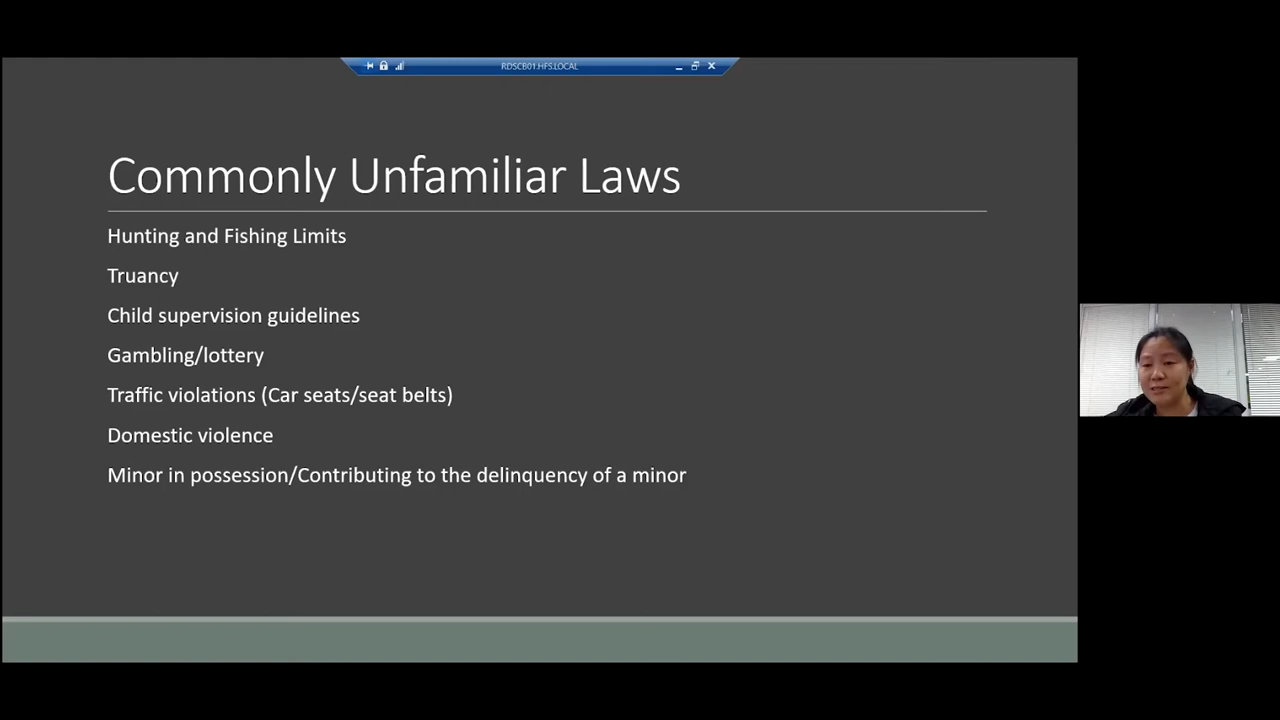 RDSCB01.HFS.LOCAL
Commonly Unfamiliar Laws
Hunting and Fishing Limits
Truancy
Child supervision guidelines
Gambling/lottery
Traffic violations (Car seats/seat belts)
Domestic violence
Minor in possession/Contributing to the delinquency of a minor